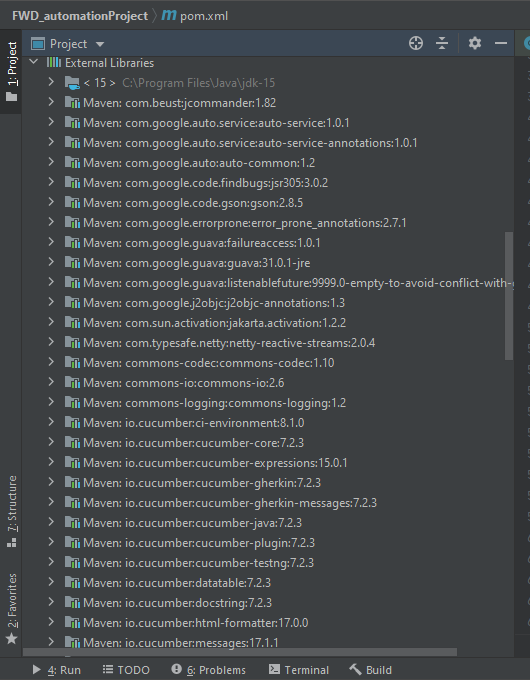 FWD_automationProject pom.xml
Project
1: Project
External Libraries
< 15 > C:\Program Files\Java\jdk-15
Maven: com.beust:jcommander:1.82
Maven: com.google.auto.service:auto-service:1.0.1
Maven: com.google.auto.service:auto-service-annotations:1.0.1
Maven: com.google.auto:auto-common:1.2
Maven: com.google.code.findbugs:jsr305:3.0.2
Maven: com.google.code.gson:gson:2.8.5
Maven: com.google.errorprone:error_prone_annotations:2.7.1
Maven: com.google.guava:failureaccess:1.0.1
Maven: com.google.guava:guava:31.0.1-jre
Maven: com.google.guava:listenablefuture:9999.0-empty-to-avoid-conflict-with-
Maven: com.google.j2objc:j2objc-annotations:1.3
Maven: com.sun.activation:jakarta.activation:1.2.2
Maven: com.typesafe.netty:netty-reactive-streams:2.0.4
Maven: commons-codec:commons-codec:1.10
Maven: commons-io:commons-io:2.6
Maven: commons-logging:commons-logging:1.2
Maven: io.cucumber:ci-environment:8.1.0
Maven: io.cucumber:cucumber-core:7.2.3
Maven: io.cucumber:cucumber-expressions:15.0.1
Maven: io.cucumber:cucumber-gherkin:7.2.3
Maven: io.cucumber:cucumber-gherkin-messages:7.2.3
Maven: io.cucumber:cucumber-java:7.2.3
Maven: io.cucumber:cucumber-plugin:7.2.3
Maven: io.cucumber:cucumber-testng:7.2.3
Maven: io.cucumber:datatable:7.2.3
Maven: io.cucumber:docstring:7.2.3
Maven: io.cucumber:html-formatter:17.0.0
Maven: io.cucumber:messages:17.1.1
7: Structure
2: Favorites
4: Run TODO 6: Problems Terminal Build